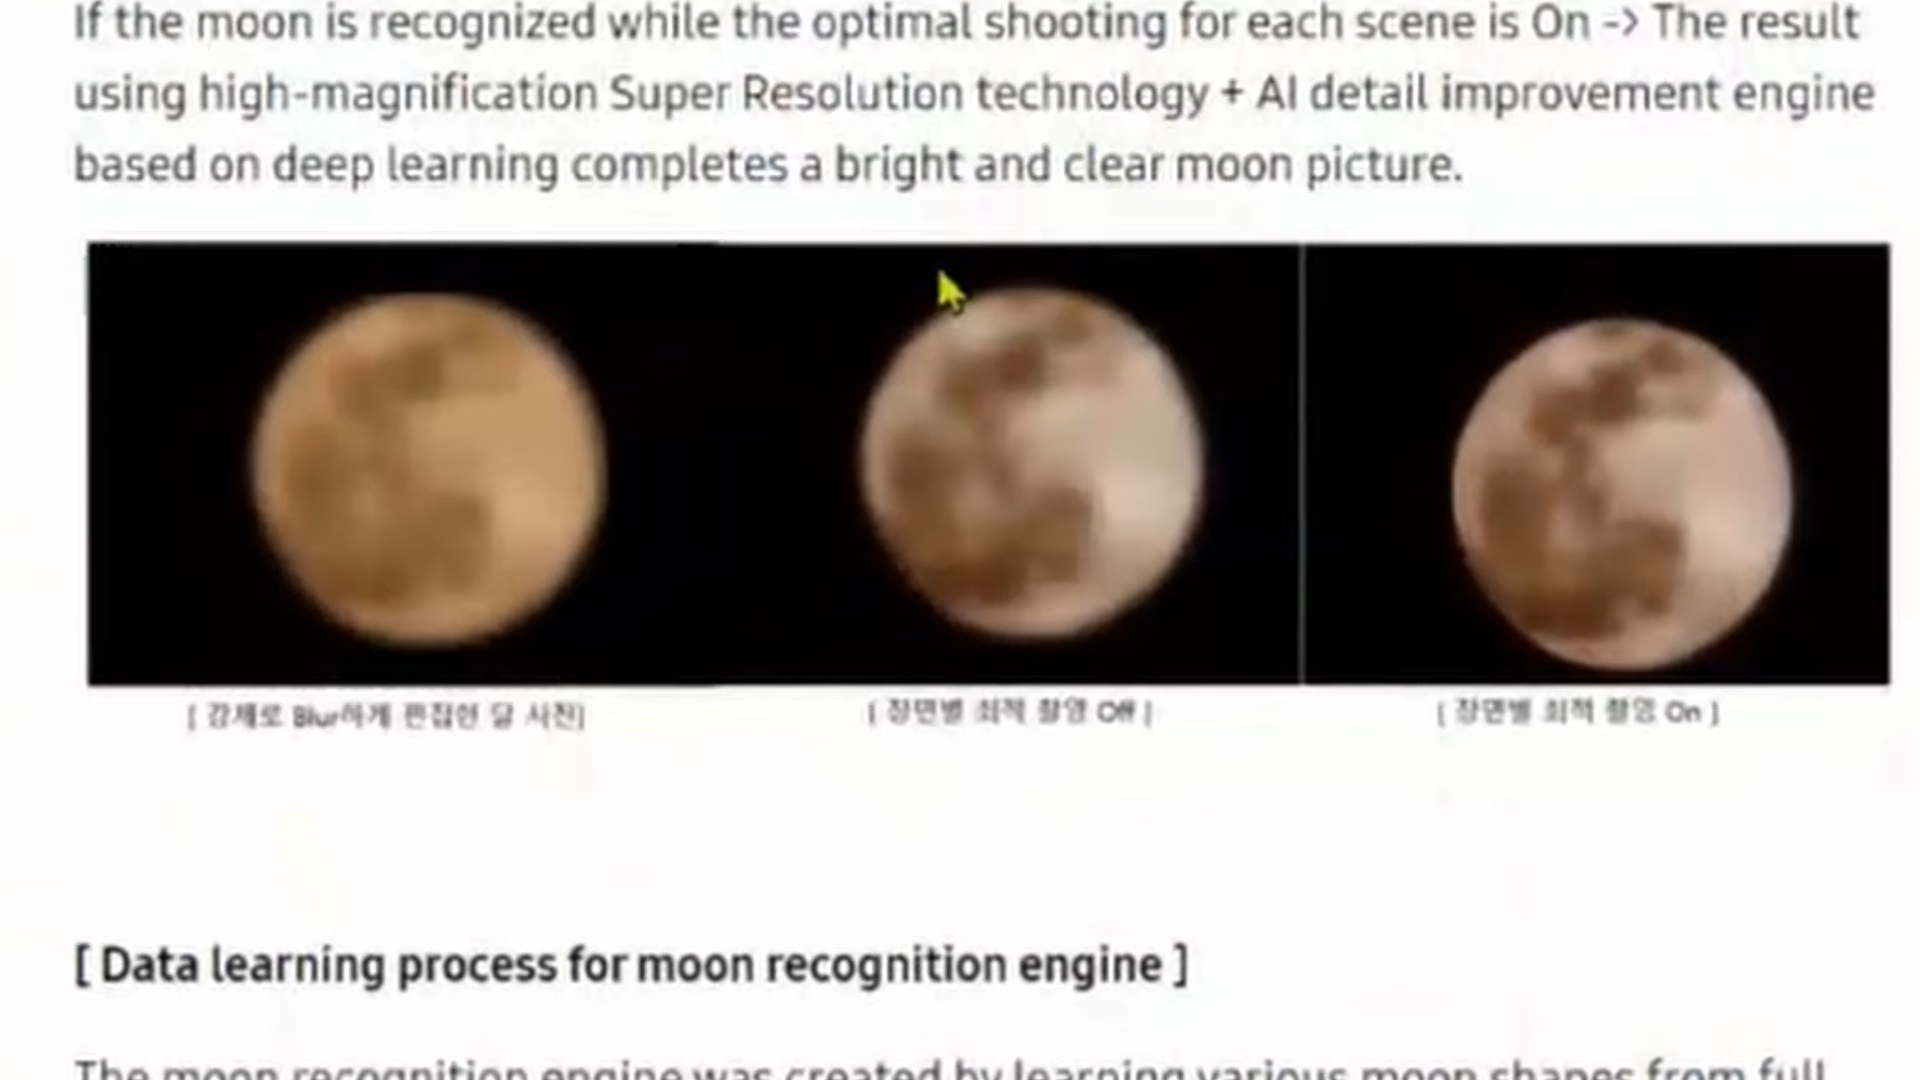 If the moon is recognized while the optimal shooting for each scene is On -> The result
using high-magnification Super Resolution technology + AI detail improvement engine
based on deep learning completes a bright and clear moon picture.
[ 강제로 Blur하게 편집한 달 사진]
[ 장면별 최적 촬영 Off ]
[ 장면별 최적 촬영 On ]
[ Data learning process for moon recognition engine ]
The moon recognition engine was created by learning various moon shapes from full